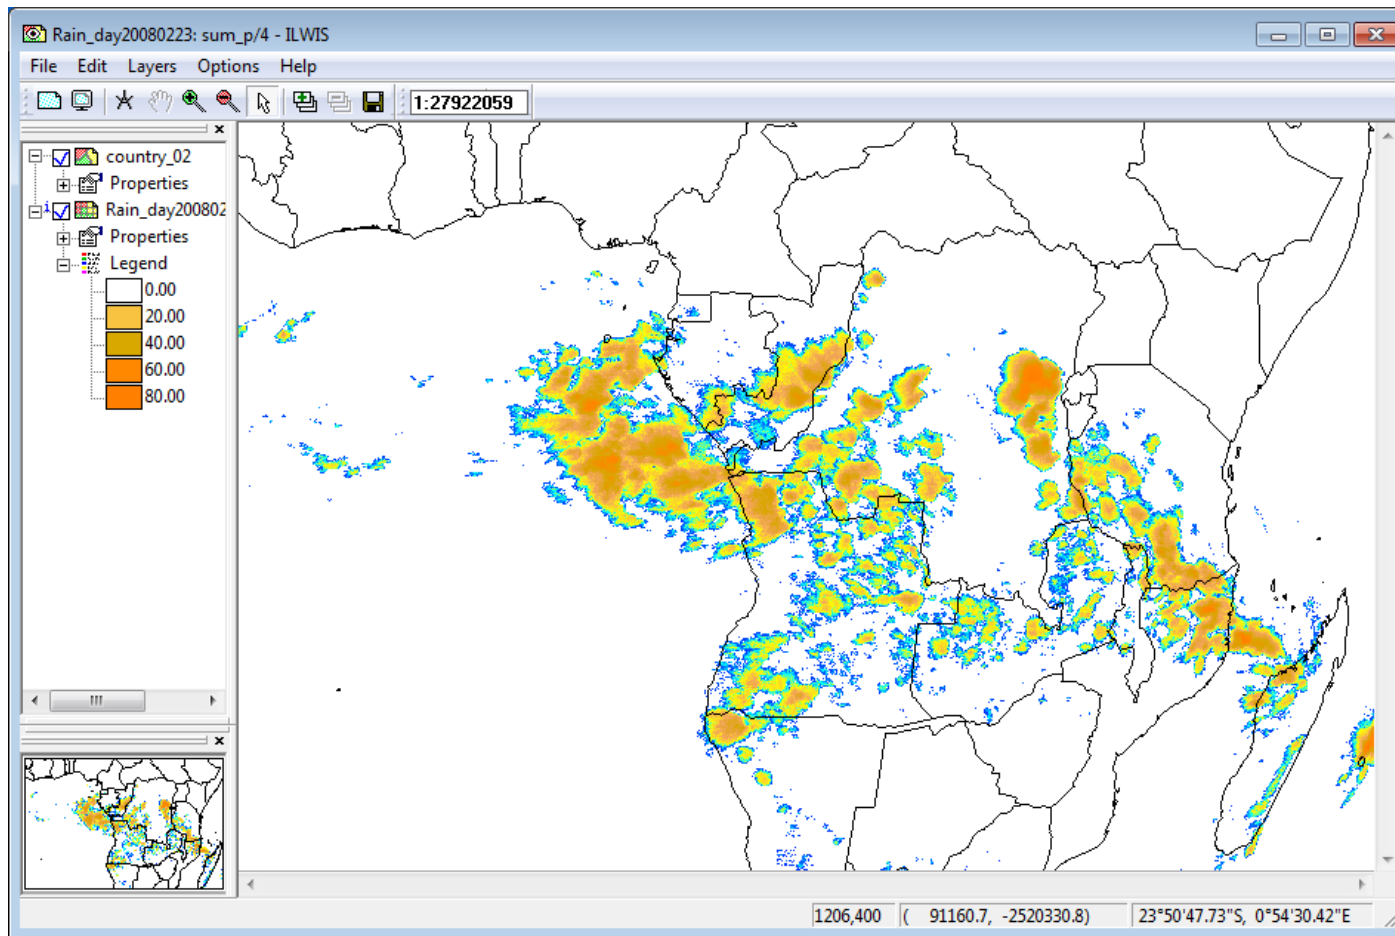 Rain_day20080223: sum_p/4 - ILWIS
File Edit Layers Options Help
1:27922059
country_02
Properties
Rain_day200802
Properties
Legend
0.00
20.00
40.00
60.00
80.00
1206,400 ( 91160.7, -2520330.8) 23°50'47.73"S, 0°54'30.42"E